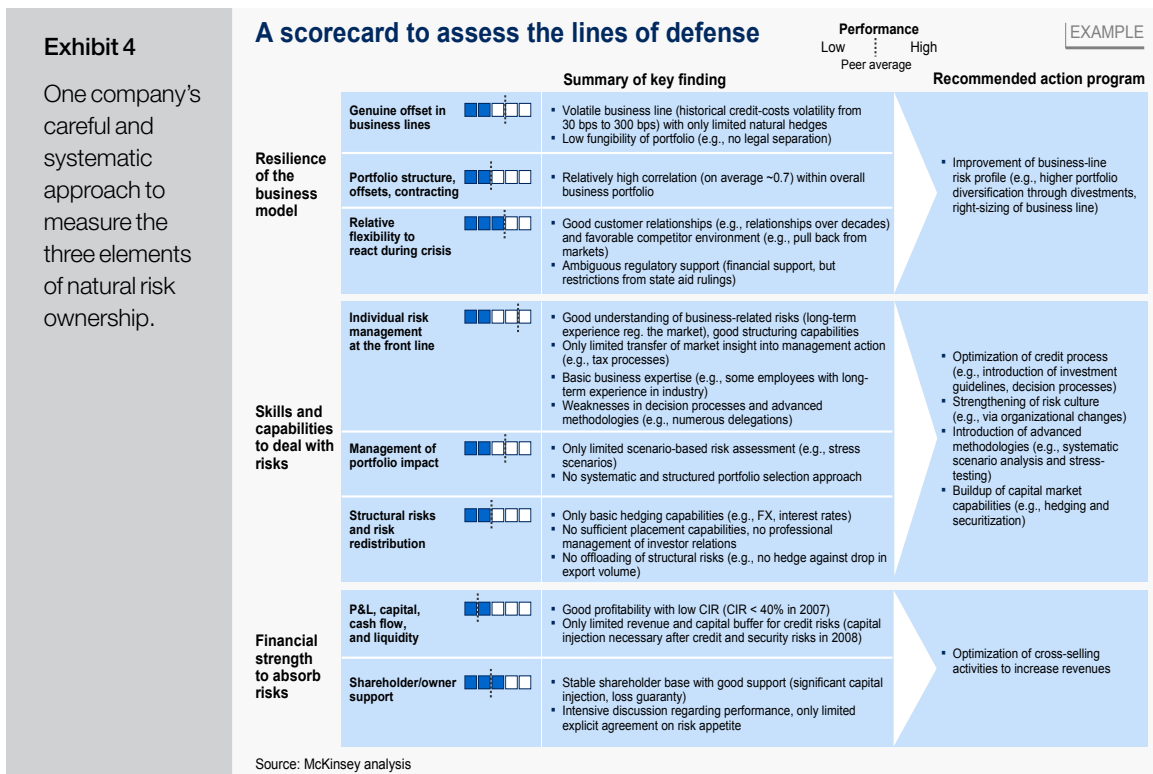 Exhibit 4
One company's
careful and
systematic
approach to
measure the
three elements
of natural risk
ownership.
A scorecard to assess the lines of defense
Performance
Low High
Peer average
EXAMPLE
Summary of key finding
Recommended action program
Resilience
of the
business
model
Genuine offset in
business lines
▪ Volatile business line (historical credit-costs volatility from
30 bps to 300 bps) with only limited natural hedges
▪ Low fungibility of portfolio (e.g., no legal separation)
Portfolio structure,
offsets, contracting
▪ Relatively high correlation (on average ~0.7) within overall
business portfolio
Relative
flexibility to
react during crisis
▪ Good customer relationships (e.g., relationships over decades)
and favorable competitor environment (e.g., pull back from
markets)
▪ Ambiguous regulatory support (financial support, but
restrictions from state aid rulings)
▪ Improvement of business-line
risk profile (e.g., higher portfolio
diversification through divestments,
right-sizing of business line)
Skills and
capabilities
to deal with
risks
Individual risk
management
at the front line
▪ Good understanding of business-related risks (long-term
experience reg. the market), good structuring capabilities
▪ Only limited transfer of market insight into management action
(e.g., tax processes)
▪ Basic business expertise (e.g., some employees with long-
term experience in industry)
▪ Weaknesses in decision processes and advanced
methodologies (e.g., numerous delegations)
Management of
portfolio impact
▪ Only limited scenario-based risk assessment (e.g., stress
scenarios)
▪ No systematic and structured portfolio selection approach
Structural risks
and risk
redistribution
▪ Only basic hedging capabilities (e.g., FX, interest rates)
▪ No sufficient placement capabilities, no professional
management of investor relations
▪ No offloading of structural risks (e.g., no hedge against drop in
export volume)
▪ Optimization of credit process
(e.g., introduction of investment
guidelines, decision processes)
▪ Strengthening of risk culture
(e.g., via organizational changes)
▪ Introduction of advanced
methodologies (e.g., systematic
scenario analysis and stress-
testing)
▪ Buildup of capital market
capabilities (e.g., hedging and
securitization)
Financial
strength
to absorb
risks
P&L, capital,
cash flow,
and liquidity
▪ Good profitability with low CIR (CIR < 40% in 2007)
▪ Only limited revenue and capital buffer for credit risks (capital
injection necessary after credit and security risks in 2008)
Shareholder/owner
support
▪ Stable shareholder base with good support (significant capital
injection, loss guaranty)
▪ Intensive discussion regarding performance, only limited
explicit agreement on risk appetite
▪ Optimization of cross-selling
activities to increase revenues
Source: McKinsey analysis